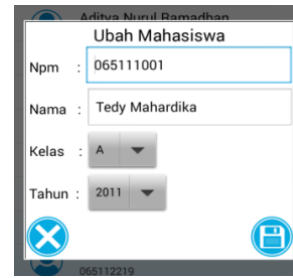 Aditya Nurul Ramadhan
Ubah Mahasiswa
Npm : 065111001
Nama : Tedy Mahardika
Kelas : A
Tahun : 2011
065112219